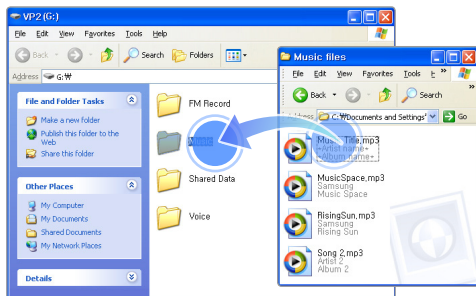 VP2 (G:)
File Edit View Favorites Tools Help
Back Search Folders
Address G:₩
File and Folder Tasks
Make a new folder
Publish this folder to the
Web
Share this folder
Other Places
My Computer
My Documents
Shared Documents
My Network Places
Details
FM Record
Music
Shared Data
Voice
Music files
File Edit View Favorites Tools
Back Search
Address C:₩Documents and Settings Go
Music Title,mp3
-Artist name-
-Album name-
MusicSpace,mp3
Samsung
Music Space
RisingSun,mp3
Samsung
Rising Sun
Song 2,mp3
Artist 2
Album 2